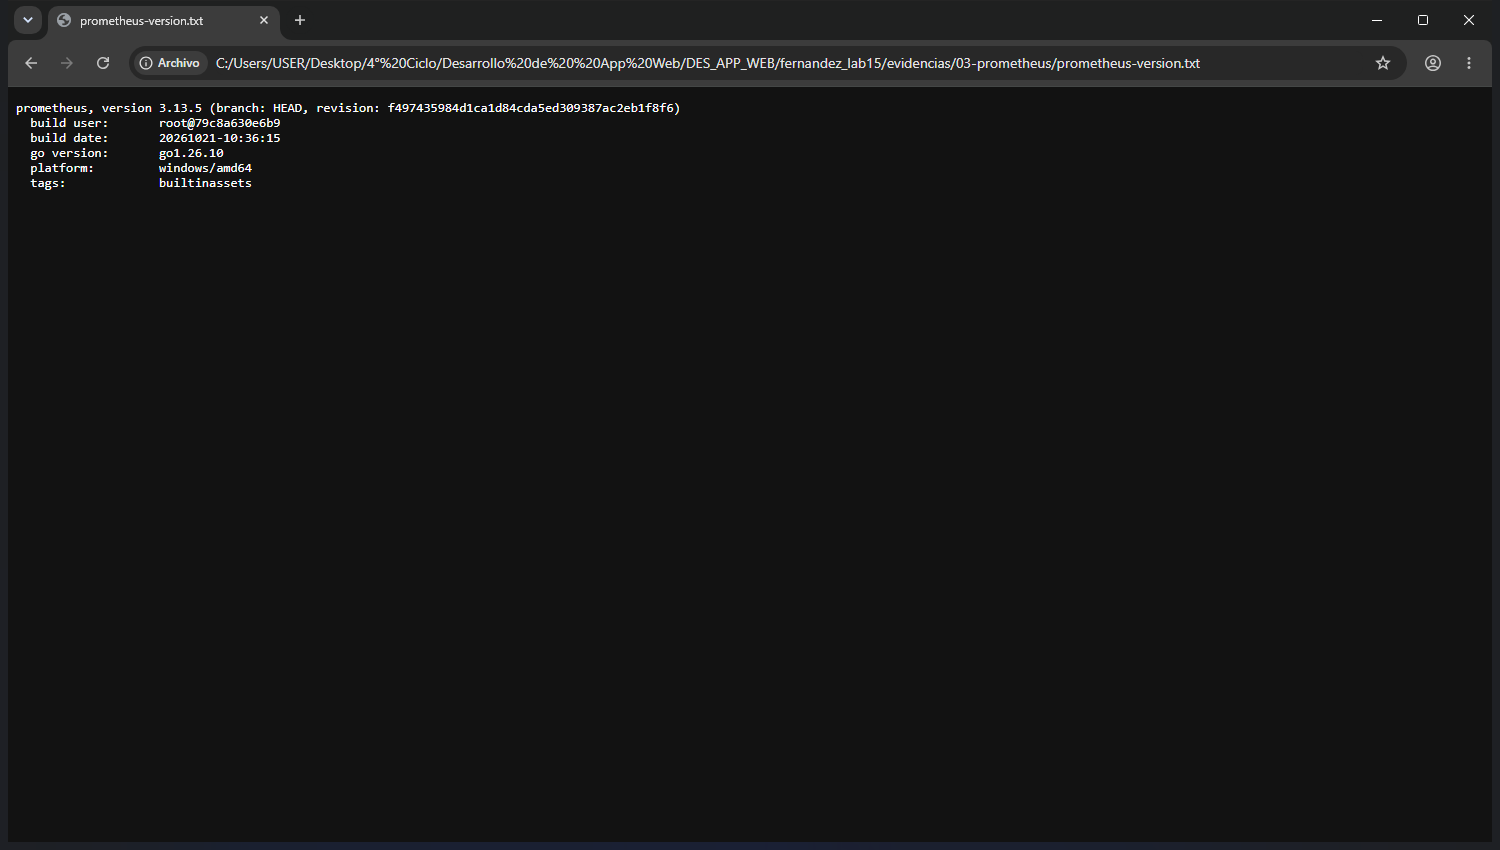 prometheus-version.txt
Archivo
C:/Users/USER/Desktop/4°%20Ciclo/Desarrollo%20de%20%20App%20Web/DES_APP_WEB/fernandez_lab15/evidencias/03-prometheus/prometheus-version.txt
prometheus, version 3.13.5 (branch: HEAD, revision: f497435984d1ca1d84cda5ed309387ac2eb1f8f6)
build user: root@79c8a630e6b9
build date: 20261021-10:36:15
go version: go1.26.10
platform: windows/amd64
tags: builtinassets